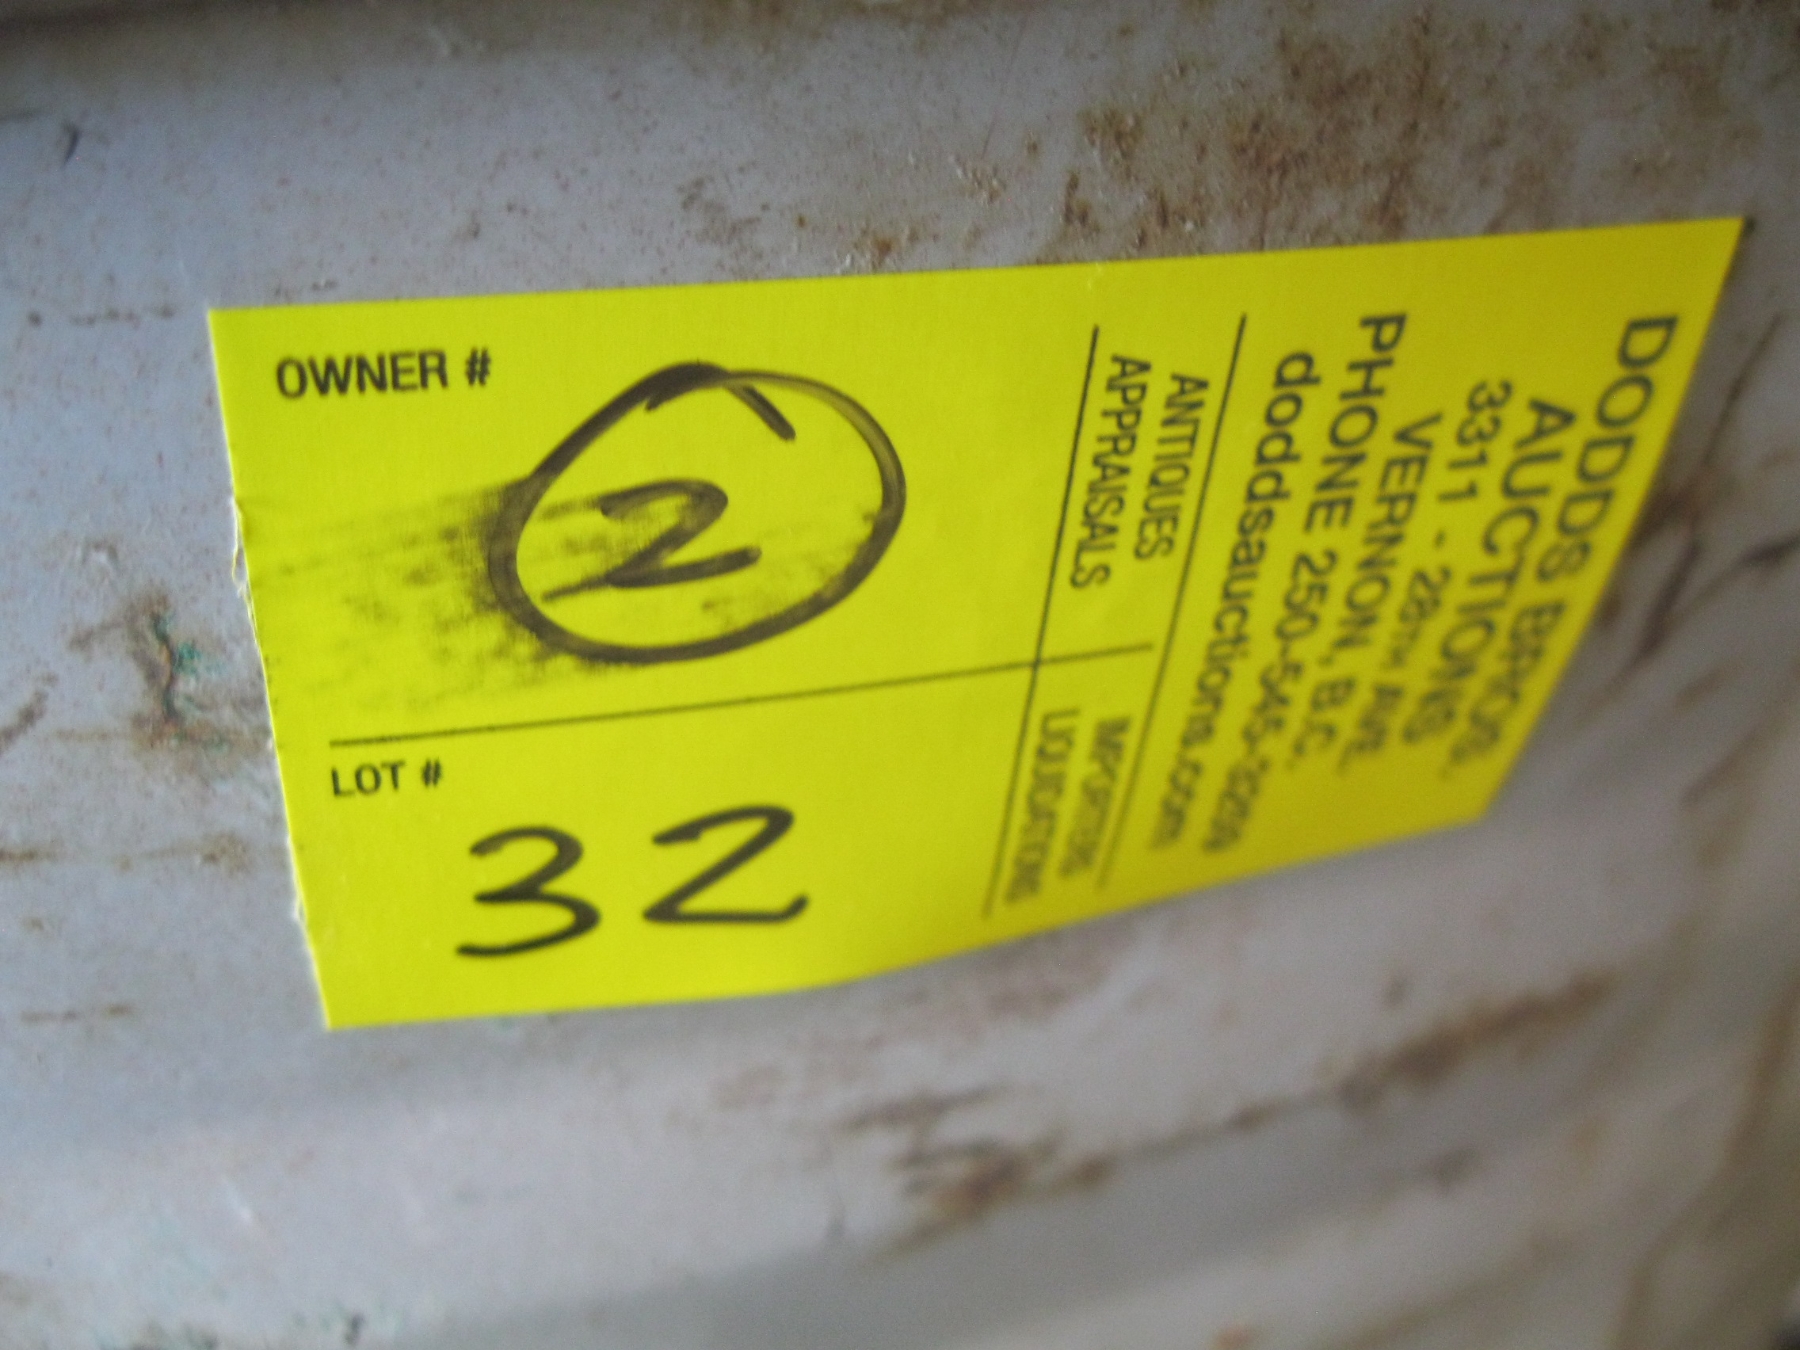 DODDS BROS.
AUCTIONS
3311 - 28TH AVE.
VERNON, B.C.
PHONE 250-545-3259
doddsauctions.com
ANTIQUES
APPRAISALS
IMPORTERS
LIQUIDATIONS
OWNER #
2
LOT #
32